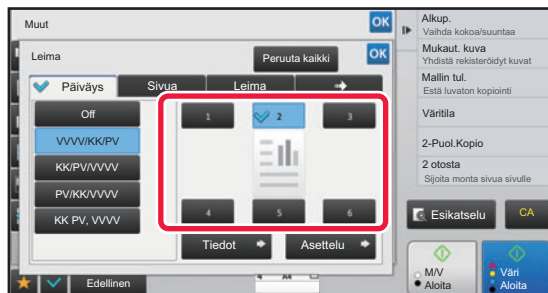 Muut
OK
Leima
Peruuta kaikki
OK
Päiväys
Sivua
Leima
Off
VVVV/KK/PV
KK/PV/VVVV
PV/KK/VVVV
KK PV, VVVV
1
2
3
4
5
6
Tiedot
Asettelu
Edellinen
A4
Alkup.
Vaihda kokoa/suuntaa
Mukaut. kuva
Yhdistä rekisteröidyt kuvat
Mallin tul.
Estä luvaton kopiointi
Väritila
2-Puol.Kopio
2 otosta
Sijoita monta sivua sivulle
Esikatselu
CA
M/V
Aloita
Väri
Aloita